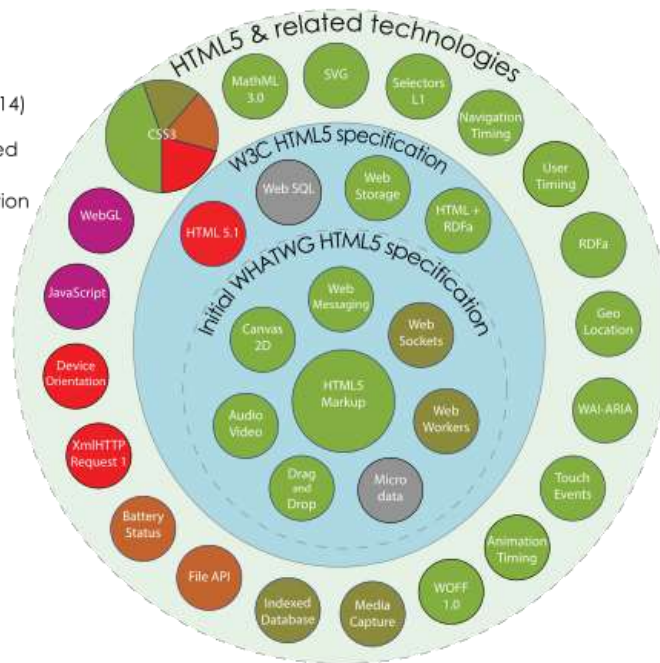 14)
ed
ion
HTML5 & related technologies
MathML
3.0
SVG
Selectors
L1
Navigation
Timing
User
Timing
RDFa
Geo
Location
WAI-ARIA
Touch
Events
Animation
Timing
WOFF
1.0
Media
Capture
Indexed
Database
File API
Battery
Status
XmlHTTP
Request 1
Device
Orientation
JavaScript
WebGL
CSS3
W3C HTML5 specification
HTML 5.1
Web SQL
Web
Storage
HTML +
RDFa
Initial WHATWG HTML5 specification
Web
Messaging
Canvas
2D
Web
Sockets
HTML5
Markup
Audio
Video
Web
Workers
Drag
and
Drop
Micro
data